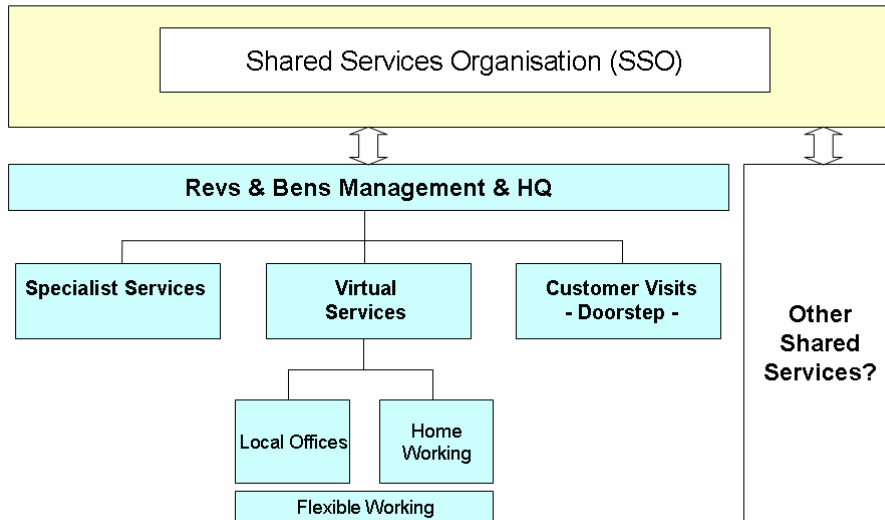 Shared Services Organisation (SSO)
Revs & Bens Management & HQ
Specialist Services
Virtual
Services
Customer Visits
- Doorstep -
Other
Shared
Services?
Local Offices
Home
Working
Flexible Working